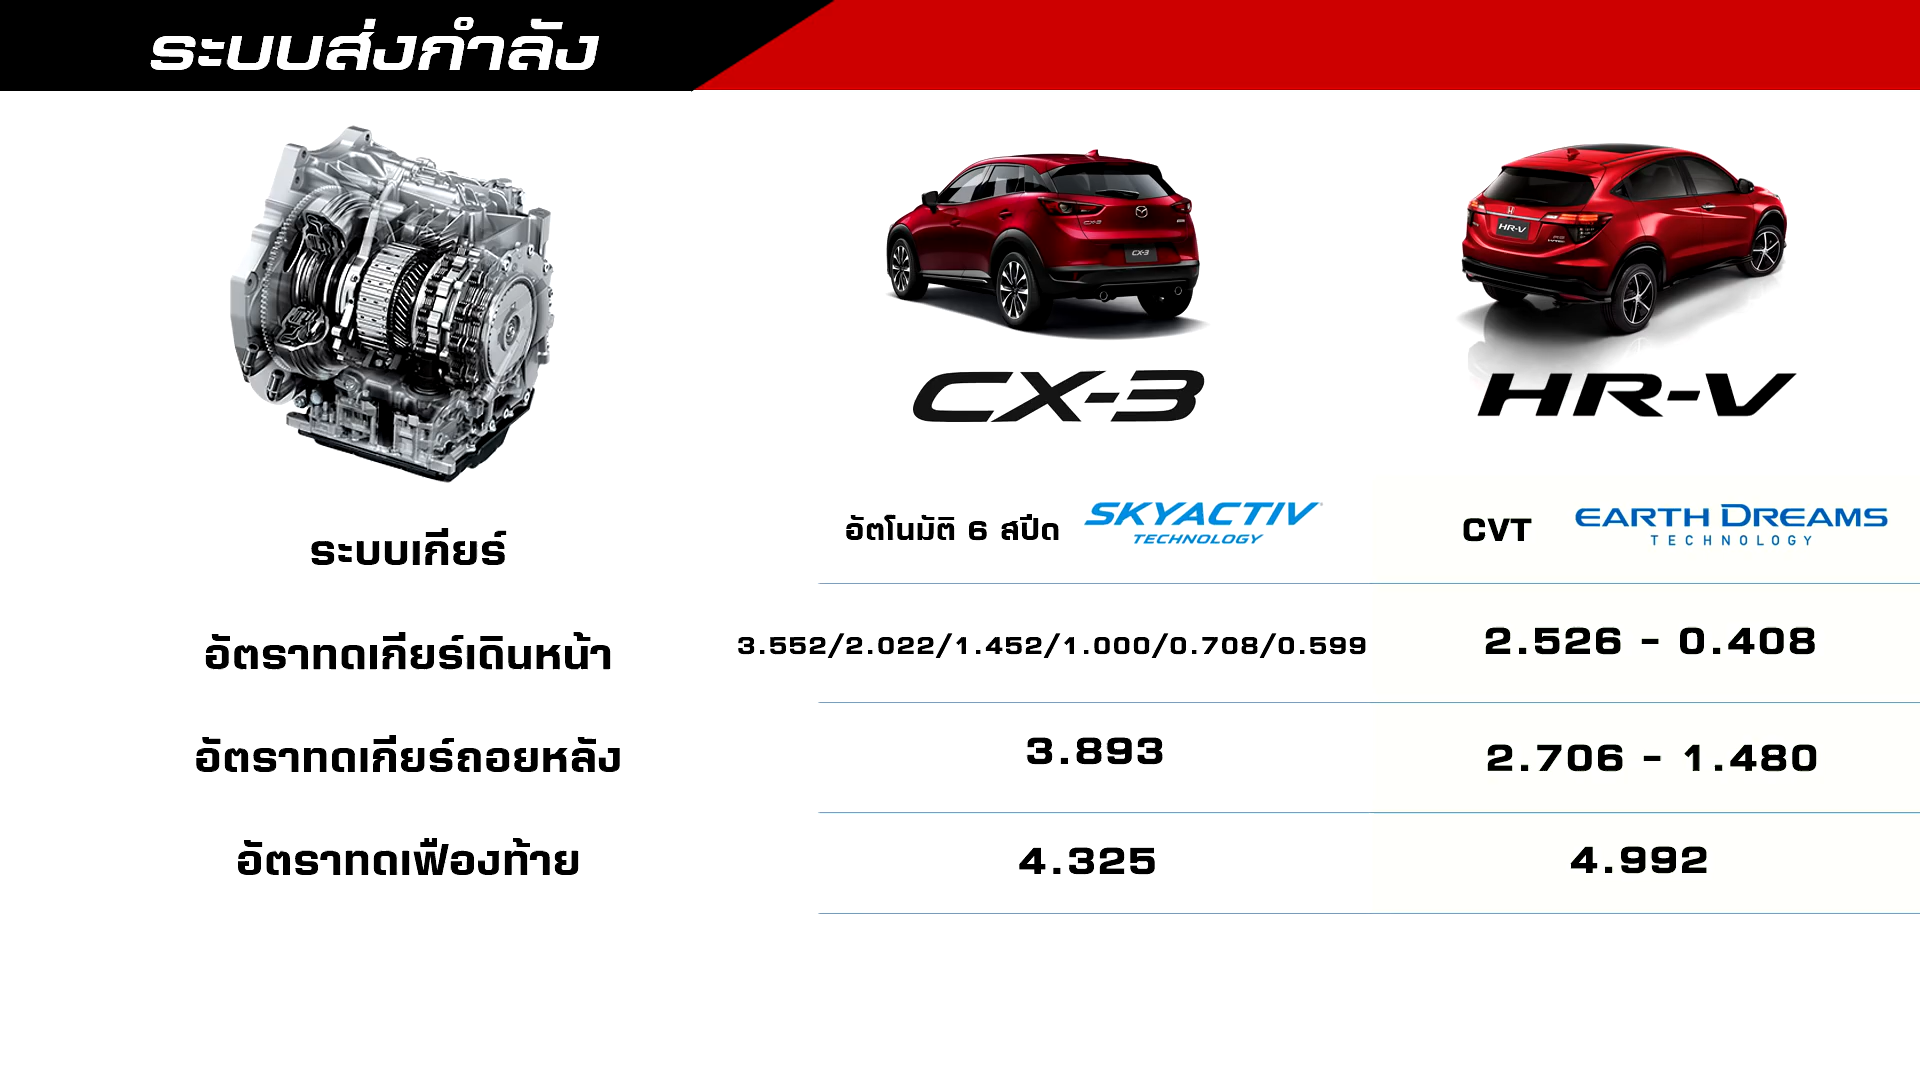 ระบบส่งกำลัง
CX-3
HR-V
CX-3
HR-V
ระบบเกียร์
อัตโนมัติ 6 สปีด
SKYACTIV
TECHNOLOGY
CVT
EARTH DREAMS
TECHNOLOGY
อัตราทดเกียร์เดินหน้า
3.552/2.022/1.452/1.000/0.708/0.599
2.526 - 0.408
อัตราทดเกียร์ถอยหลัง
3.893
2.706 - 1.480
อัตราทดเฟืองท้าย
4.325
4.992